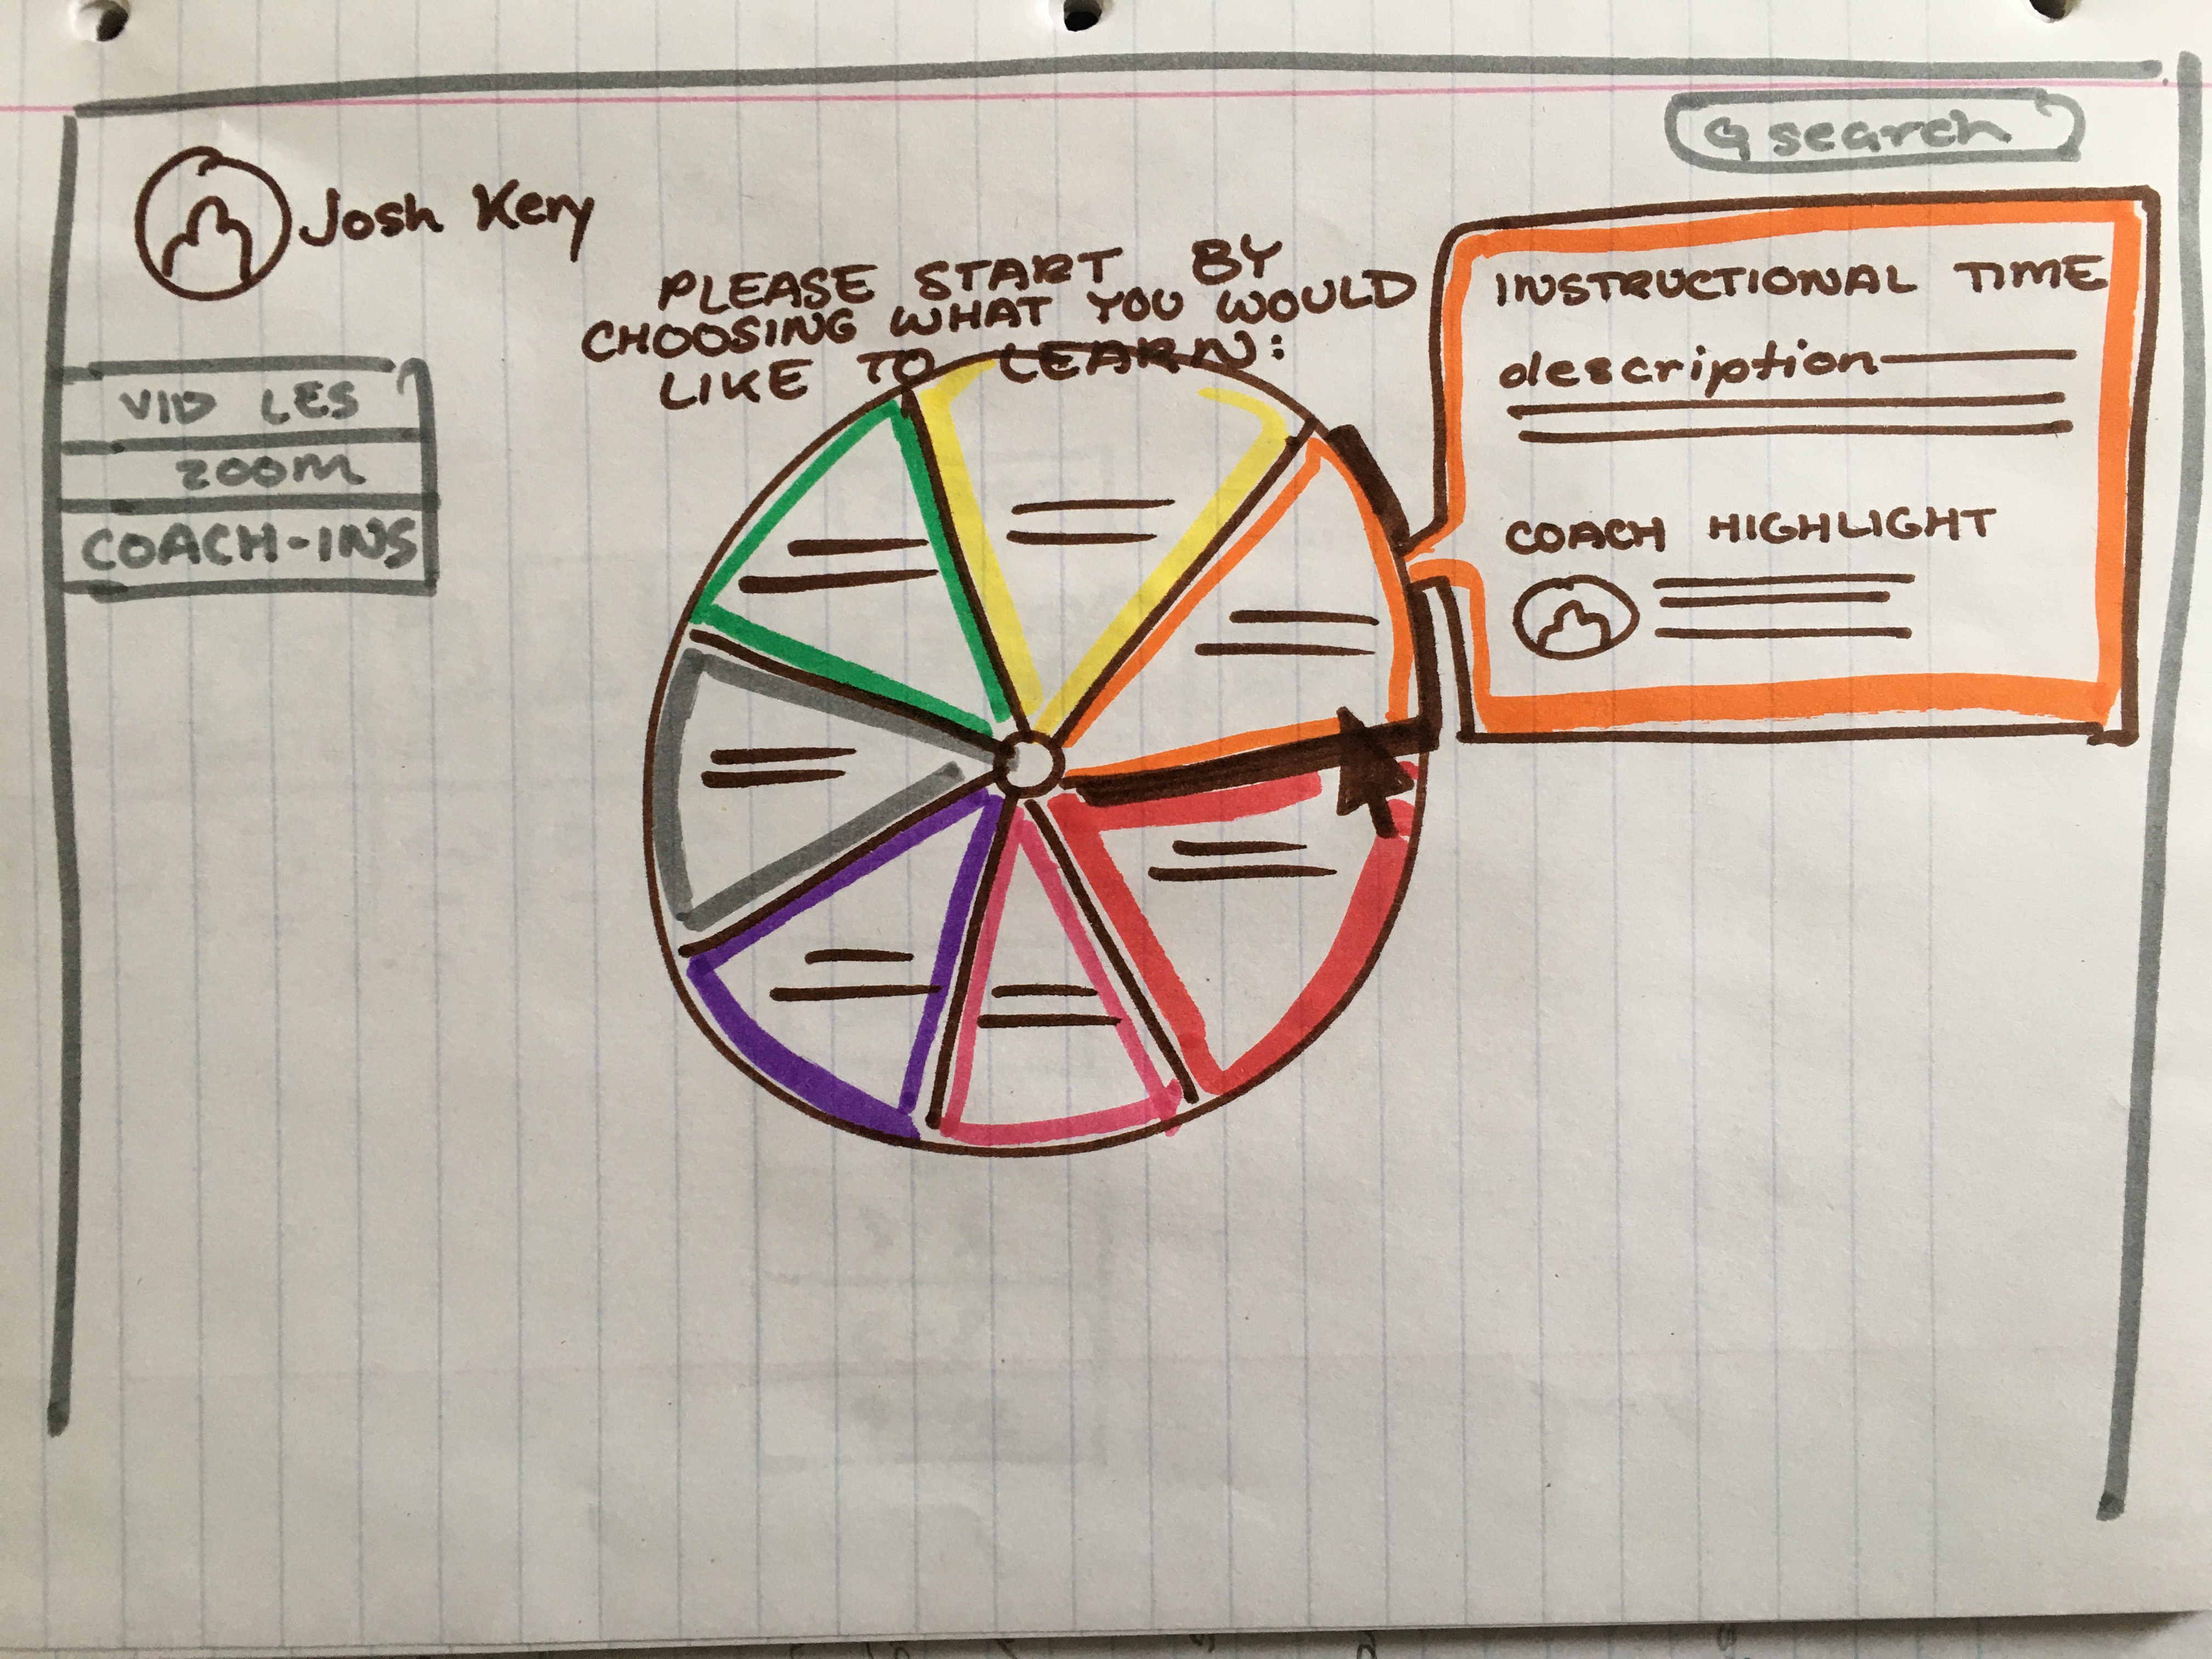 search
Josh Kery
PLEASE START BY
CHOOSING WHAT YOU WOULD
LIKE TO LEARN:
VID LES
ZOOM
COACH-INS
INSTRUCTIONAL TIME
description
COACH HIGHLIGHT